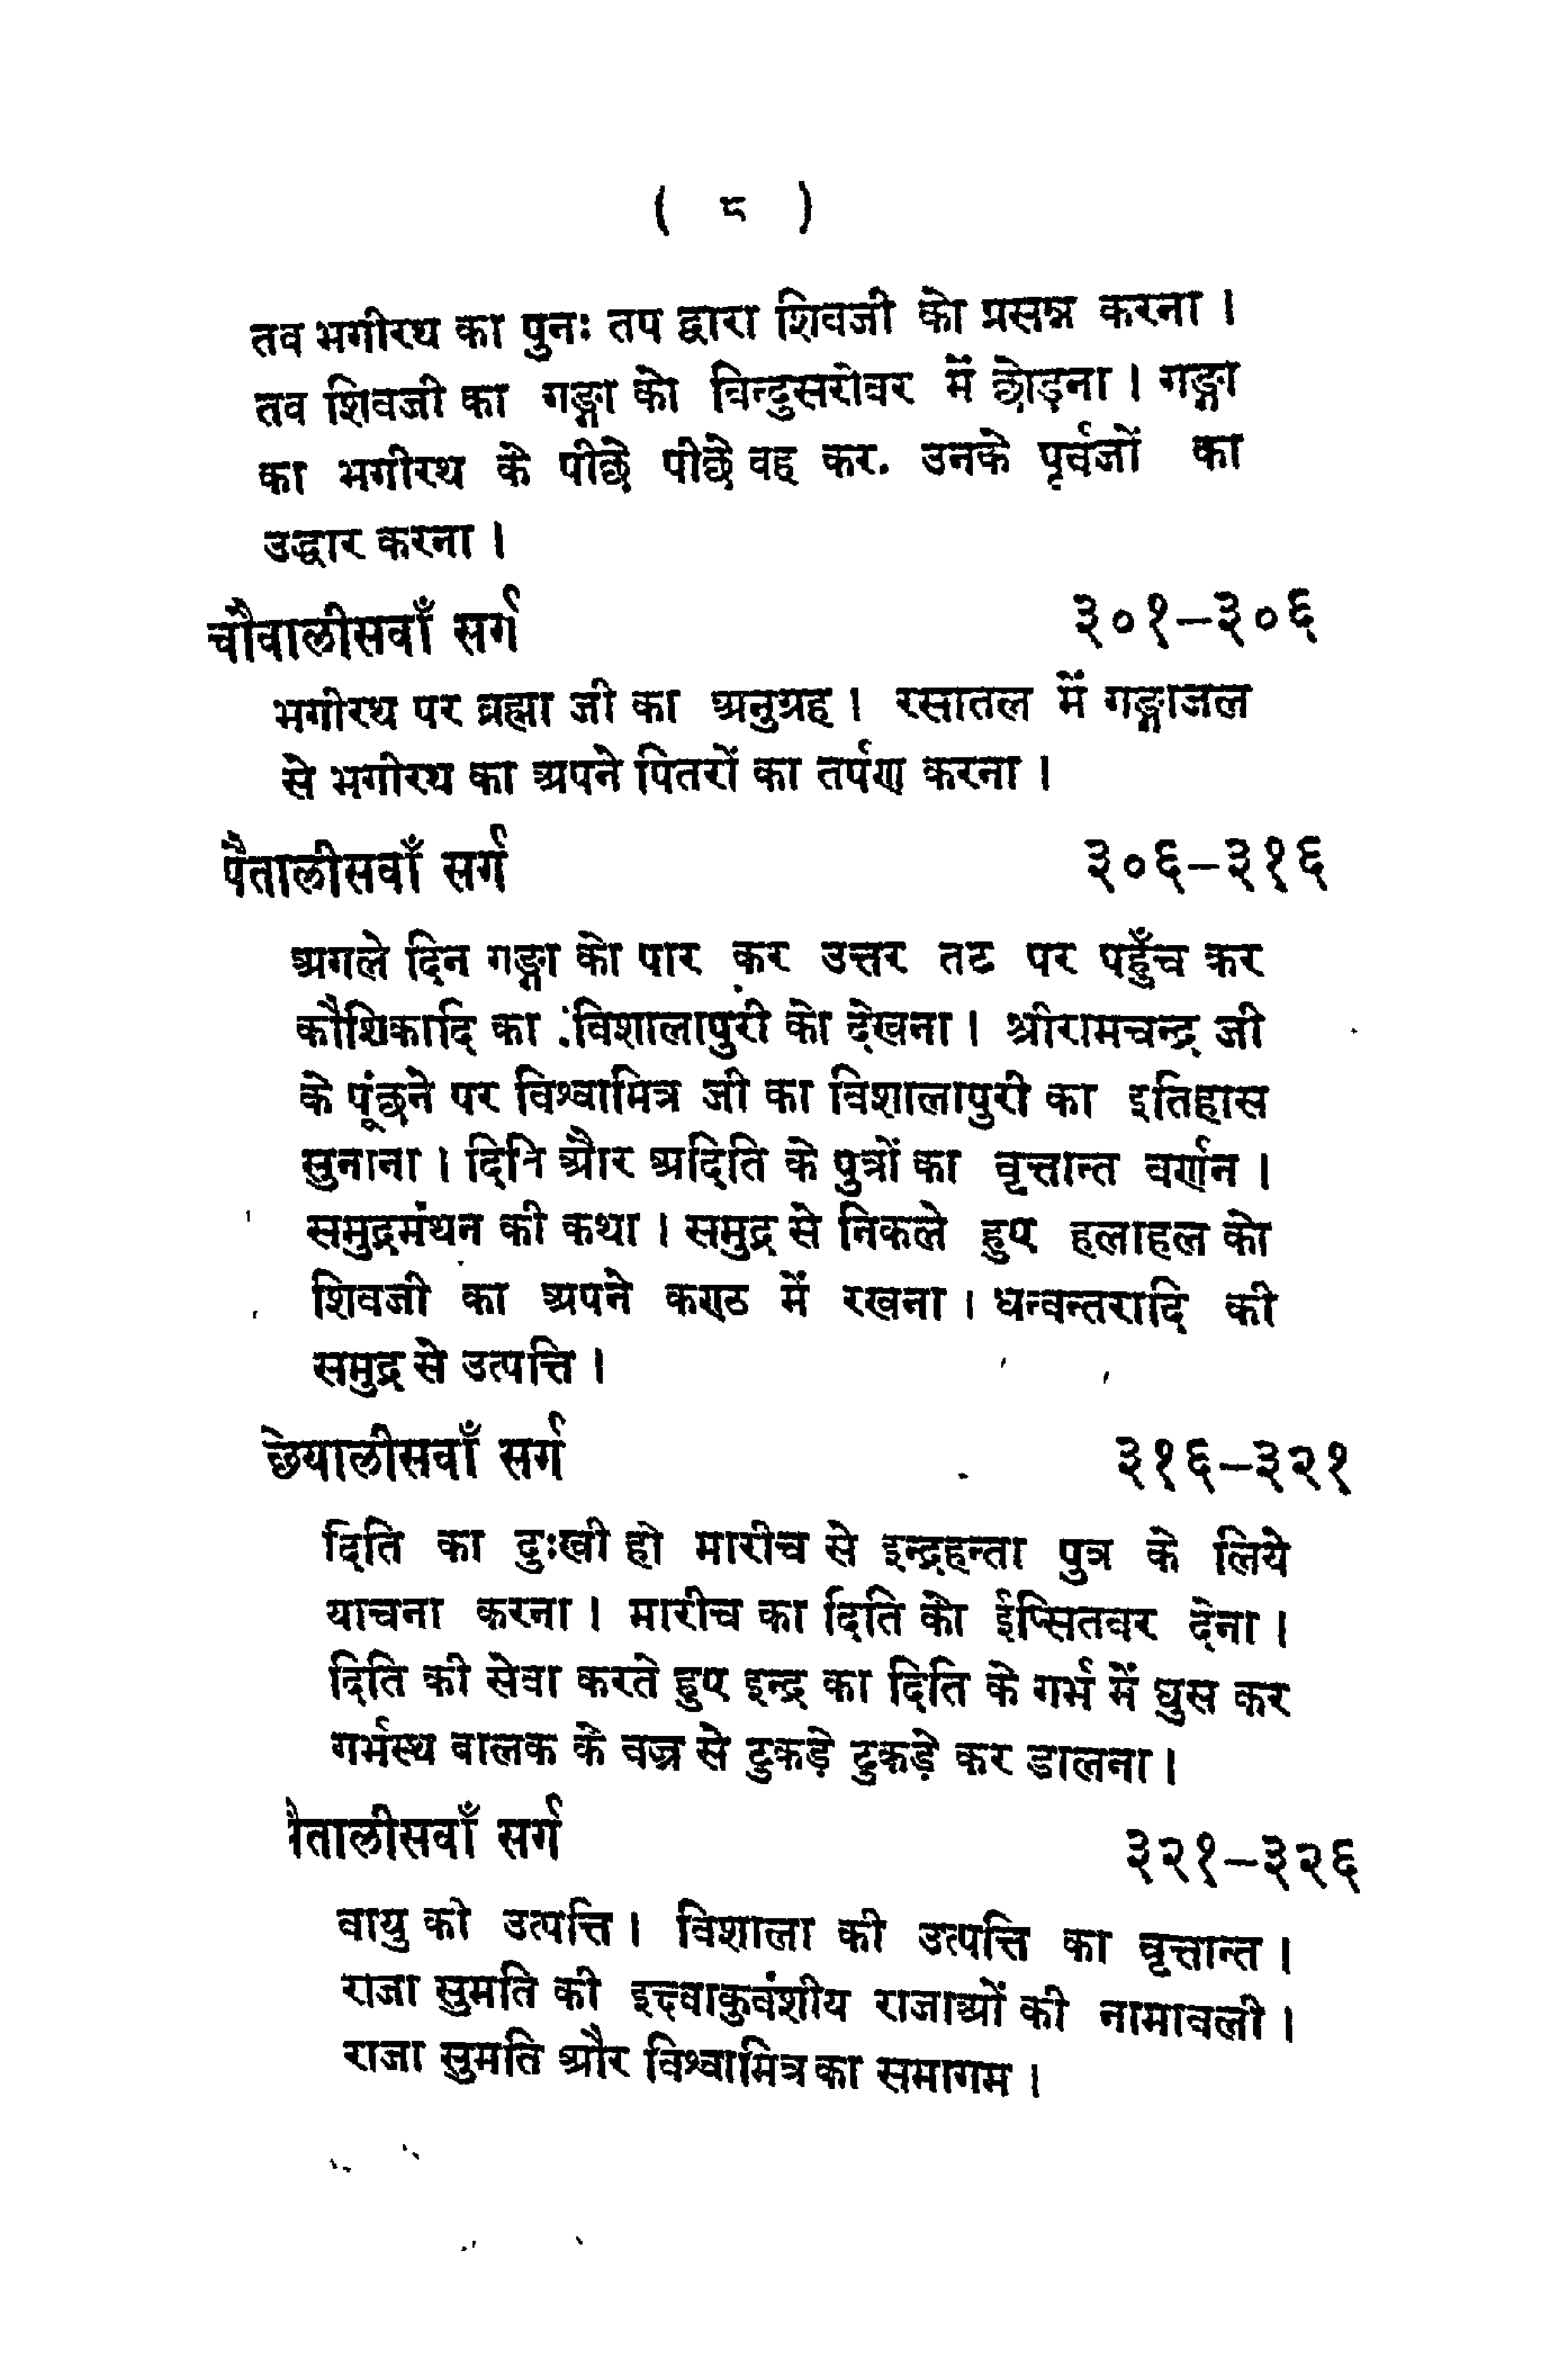 ( ८ )
तव भगीरथ का पुनः तप द्वारा शिवजी को प्रसन्न करना ।
तव शिवजी का गङ्गा को विन्दुसरोवर में छोड़ना । गङ्गा
का भगीरथ के पीछे पीछे वह कर. उनके पूर्वजों का
उद्धार करना ।
चौवालीसवाँ सर्ग ३०१–३०६
भगीरथ पर ब्रह्मा जी का अनुग्रह । रसातल में गङ्गाजल
से भगीरथ का अपने पितरों का तर्पण करना ।
पैतालीसवाँ सर्ग ३०६–३१६
अगले दिन गङ्गा को पार कर उत्तर तट पर पहुँच कर
कौशिकादि का विशालापुरी को देखना । श्रीरामचन्द्र जी
के पूंछने पर विश्वामित्र जी का विशालापुरी का इतिहास
सुनाना । दिति और अदिति के पुत्रों का वृत्तान्त वर्णन ।
समुद्रमंथन की कथा । समुद्र से निकले हुए हलाहल को
शिवजी का अपने कण्ठ में रखना । धन्वन्तरादि की
समुद्र से उत्पत्ति ।
छेयालीसवाँ सर्ग ३१६–३२१
दिति का दुःखी हो मारीच से इन्द्रहन्ता पुत्र के लिये
याचना करना । मारीच का दिति को ईप्सितवर देना ।
दिति की सेवा करते हुए इन्द्र का दिति के गर्भ में घुस कर
गर्भस्थ वालक के वज्र से टुकड़े टुकड़े कर डालना ।
सर्ग ३२१–३२६
वायु की उत्पत्ति । विशाला की उत्पत्ति का वृत्तान्त ।
राजा सुमति की इक्ष्वाकुवंशीय राजाओं की नामावली ।
राजा सुमति और विश्वामित्र का समागम ।